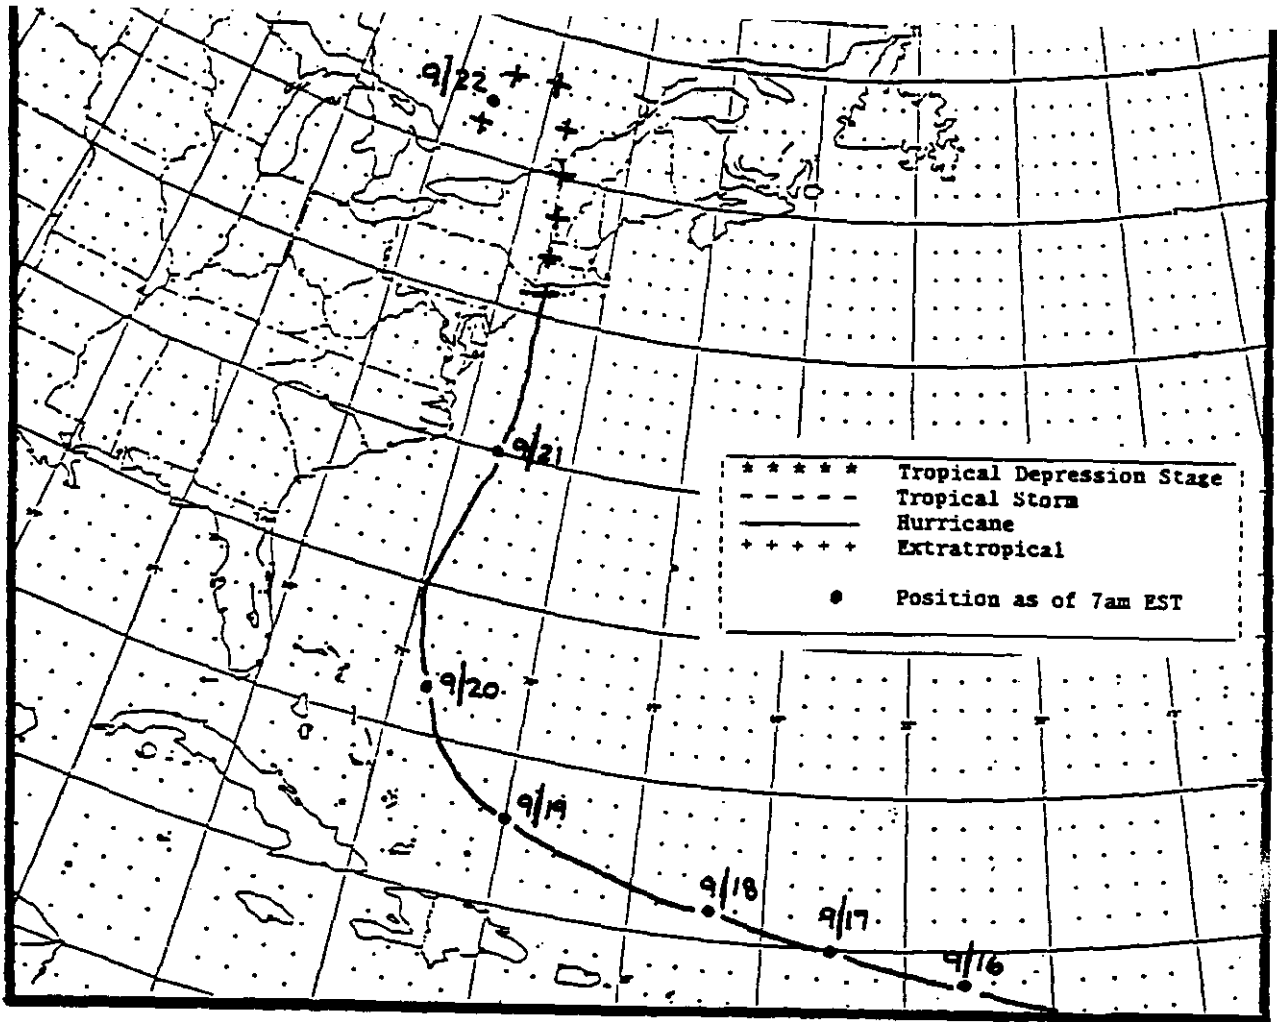 9/22
9/21
* * * * * Tropical Depression Stage
- - - - - Tropical Storm
Hurricane
+ + + + + Extratropical
● Position as of 7am EST
9/20
9/19
9/18
9/17
9/16